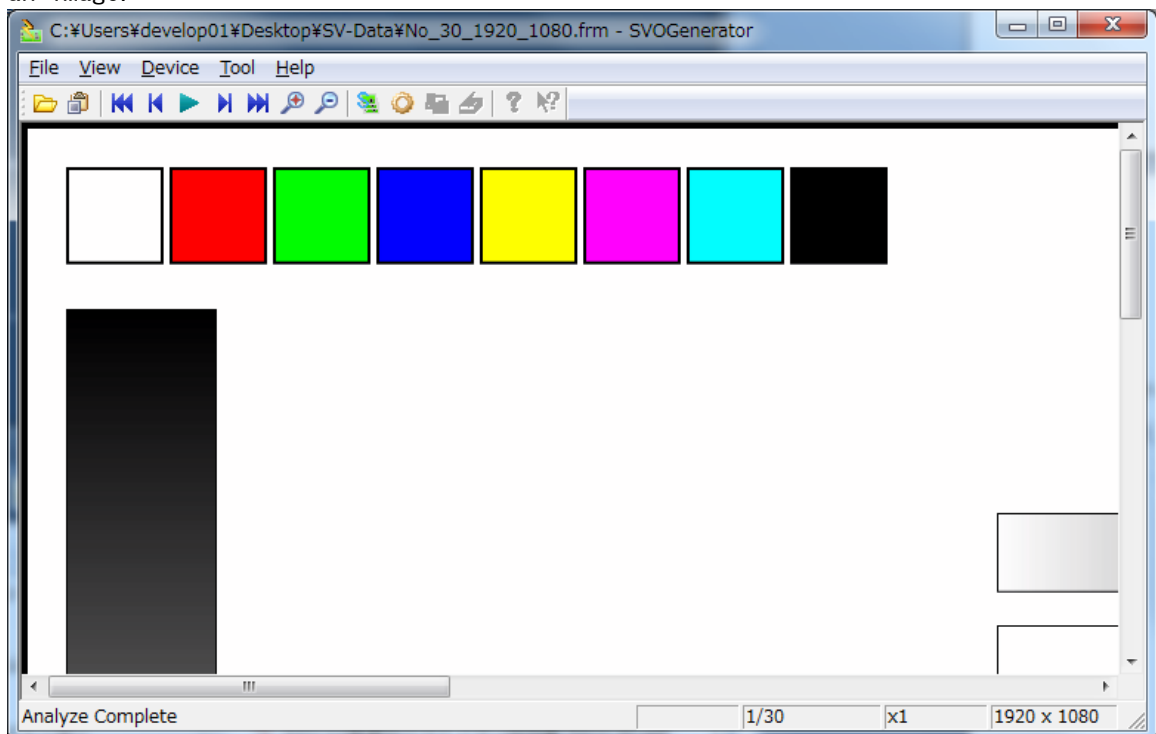 C:¥Users¥develop01¥Desktop¥SV-Data¥No_30_1920_1080.frm - SVOGenerator
File View Device Tool Help
Analyze Complete 1/30 x1 1920 x 1080